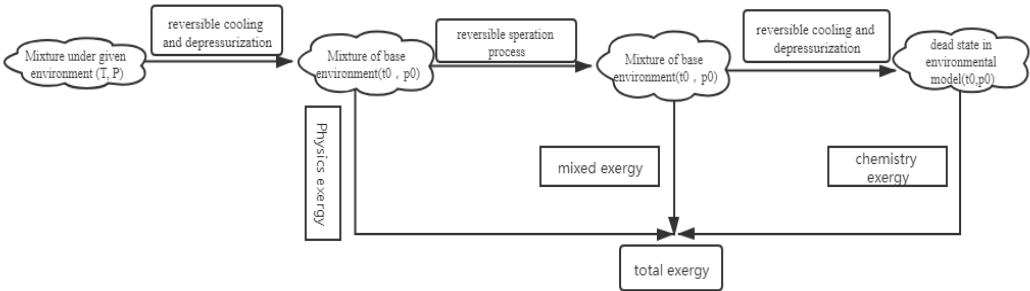 reversible cooling
and depressurization
reversible speration
process
reversible cooling and
depressurization
Mixture under given
environment (T, P)
Mixture of base
environment(t0 , p0)
Mixture of base
environment(t0 , p0)
dead state in
environmental
model(t0,p0)
Physics exergy
mixed exergy
chemistry
exergy
total exergy